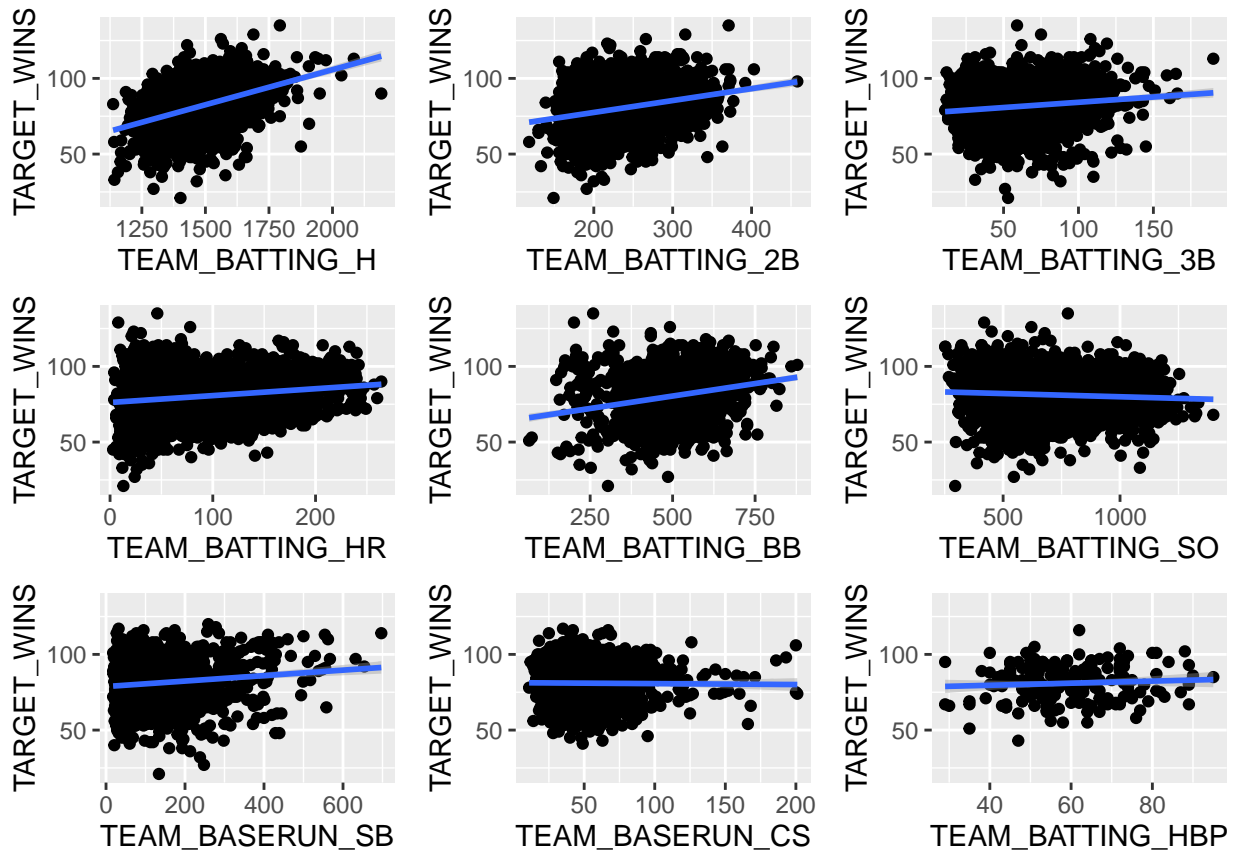 TARGET_WINS
100
50
1250 1500 1750 2000
TEAM_BATTING_H
TARGET_WINS
100
50
200 300 400
TEAM_BATTING_2B
TARGET_WINS
100
50
50 100 150
TEAM_BATTING_3B
TARGET_WINS
100
50
0 100 200
TEAM_BATTING_HR
TARGET_WINS
100
50
250 500 750
TEAM_BATTING_BB
TARGET_WINS
100
50
500 1000
TEAM_BATTING_SO
TARGET_WINS
100
50
0 200 400 600
TEAM_BASERUN_SB
TARGET_WINS
100
50
50 100 150 200
TEAM_BASERUN_CS
TARGET_WINS
100
50
40 60 80
TEAM_BATTING_HBP